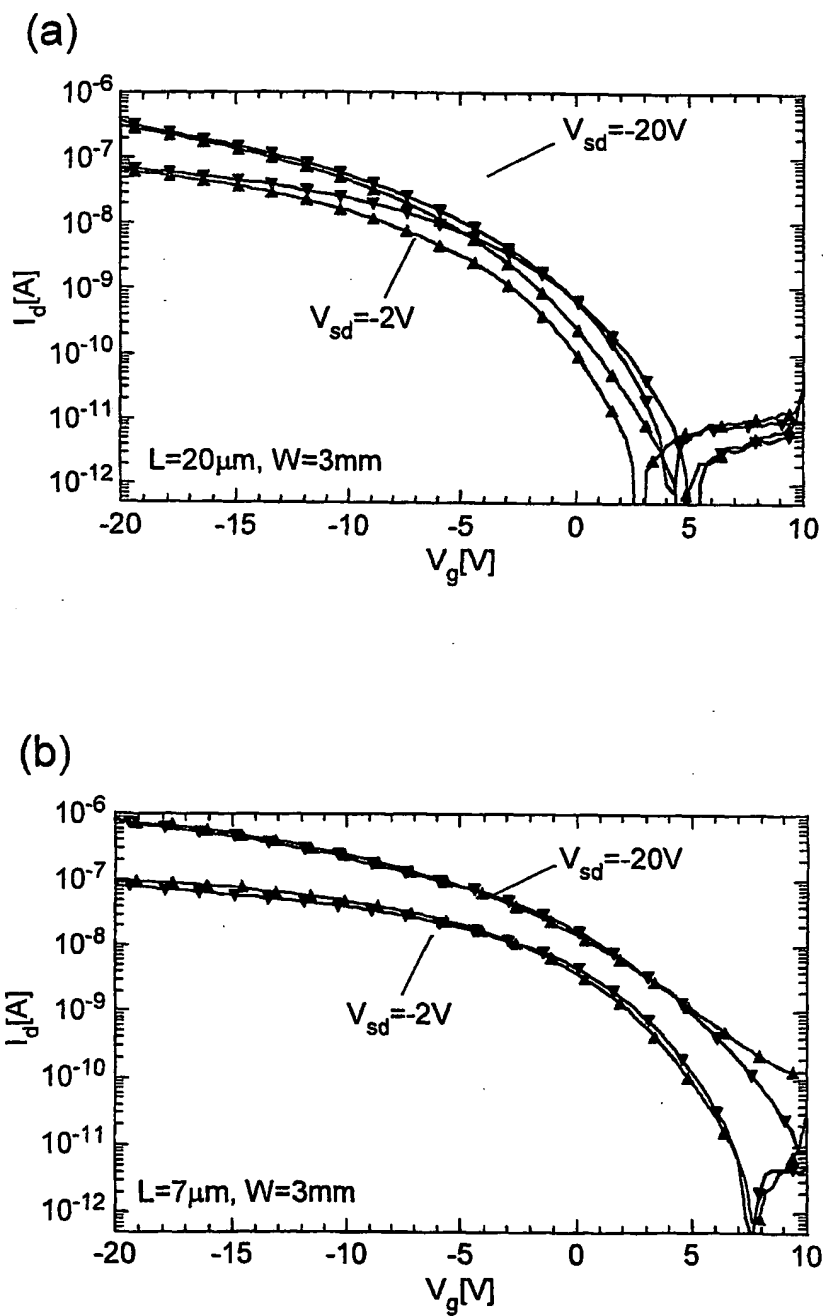 (a)
10^-6
10^-7
10^-8
10^-9
10^-10
10^-11
10^-12
I_d[A]
V_sd=-20V
V_sd=-2V
L=20μm, W=3mm
-20 -15 -10 -5 0 5 10
V_g[V]
(b)
10^-6
10^-7
10^-8
10^-9
10^-10
10^-11
10^-12
I_d[A]
V_sd=-20V
V_sd=-2V
L=7μm, W=3mm
-20 -15 -10 -5 0 5 10
V_g[V]